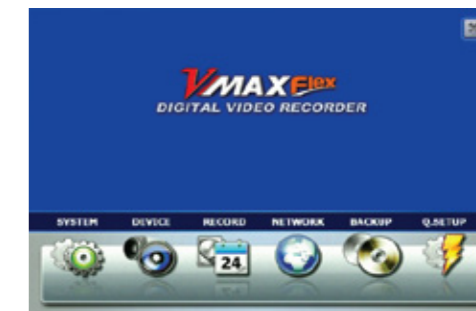 VMAXFlex
DIGITAL VIDEO RECORDER
SYSTEM DEVICE RECORD NETWORK BACKUP Q.SETUP
24